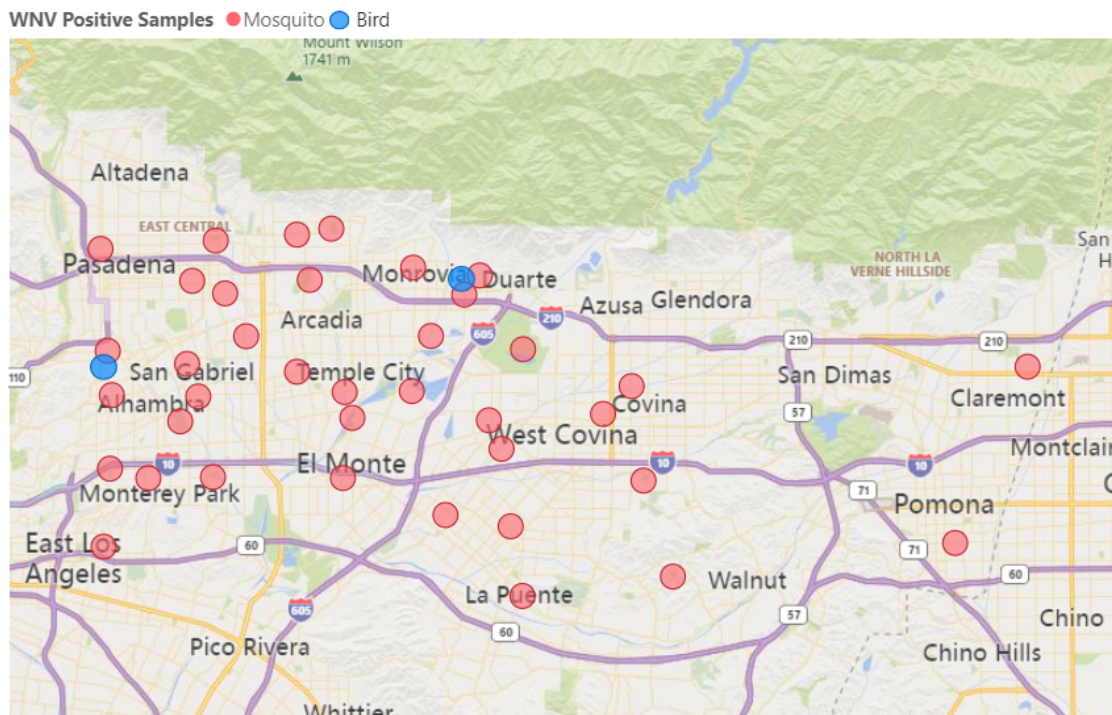 WNV Positive Samples Mosquito Bird
Mount Wilson
1741 m
Altadena
EAST CENTRAL
Pasadena
Monrovia
Duarte
Azusa
Glendora
NORTH LA
VERNE HILLSIDE
San
H
Arcadia
605
210
210
210
110
San Gabriel
Temple City
San Dimas
Claremont
Alhambra
Covina
57
West Covina
Montclair
10
El Monte
10
10
C
Monterey Park
71
Pomona
East Los
Angeles
60
71
60
La Puente
Walnut
605
60
57
Chino
Pico Rivera
Chino Hills
Whittier